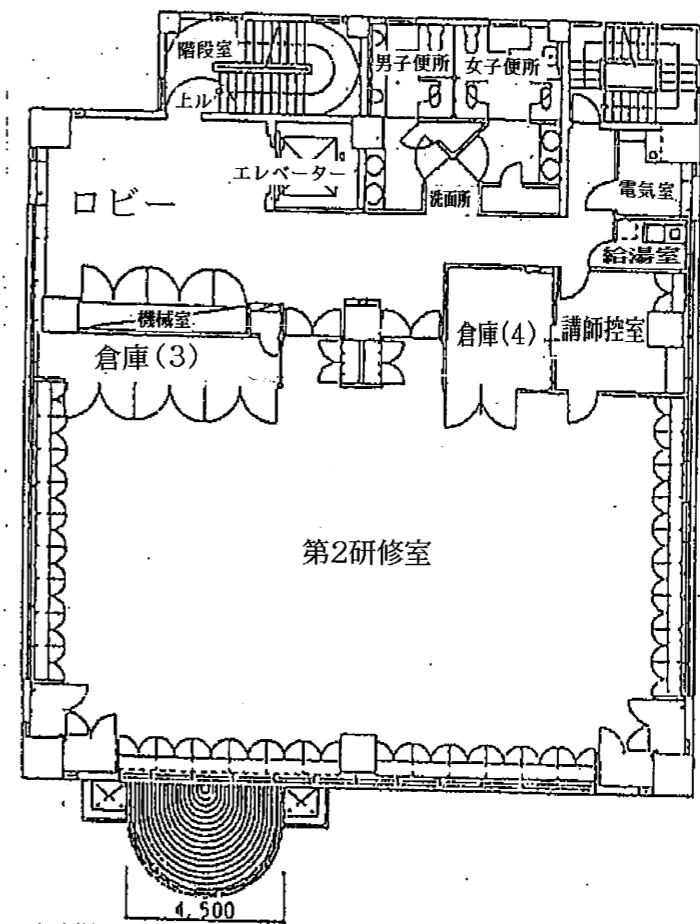 階段室
男子便所
女子便所
上ル
エレベーター
電気室
ロビー
洗面所
給湯室
機械室
倉庫(4)
講師控室
倉庫(3)
第2研修室
4,500